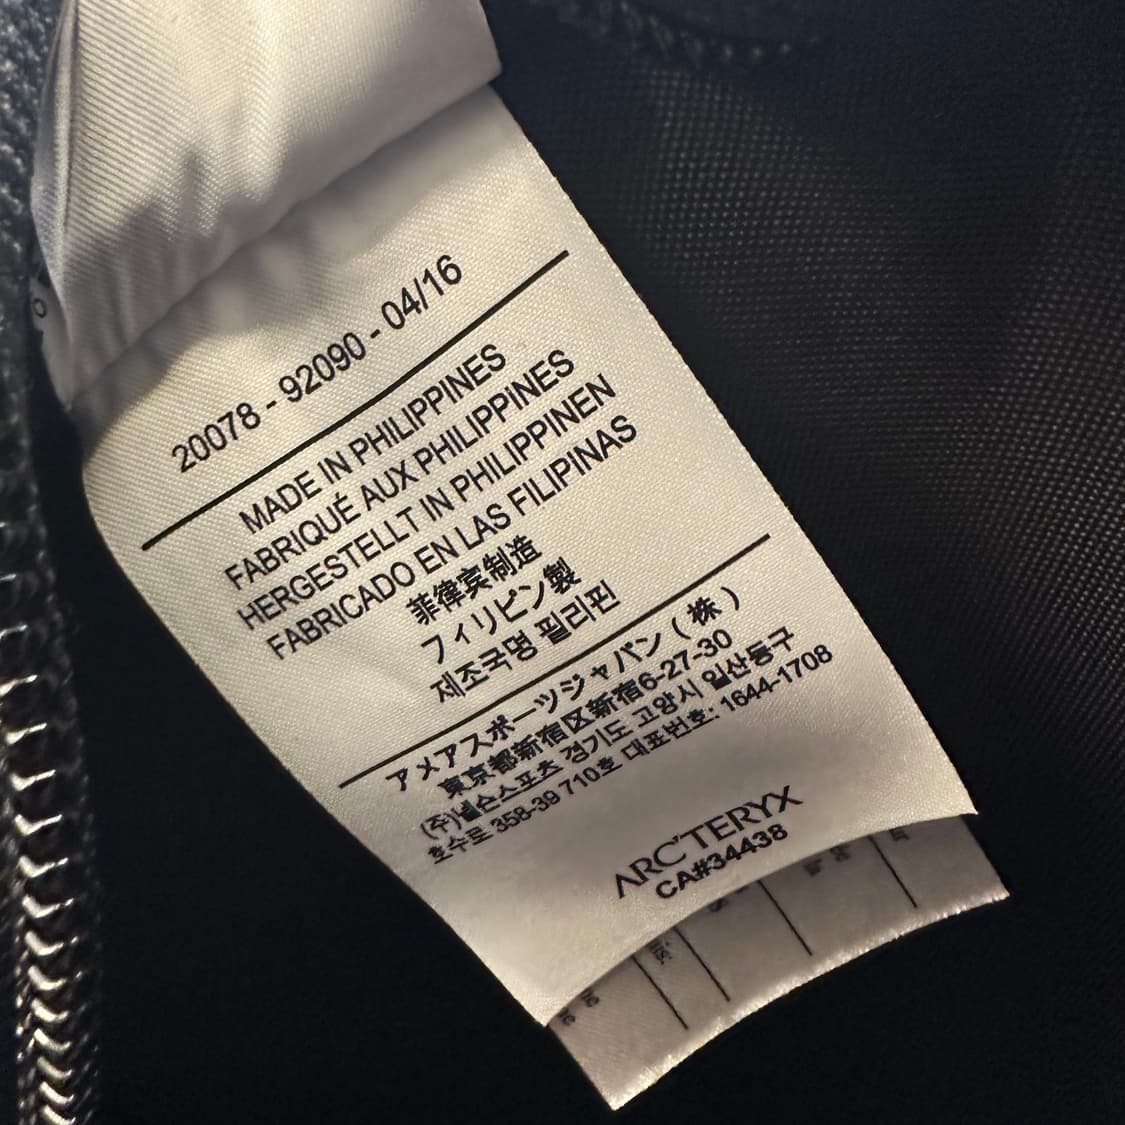 20078 - 92090 - 04/16
MADE IN PHILIPPINES
FABRIQUÉ AUX PHILIPPINES
HERGESTELLT IN PHILIPPINEN
FABRICADO EN LAS FILIPINAS
菲律宾制造
フィリピン製
제조국명 필리핀
アメアスポーツジャパン(株)
東京都新宿区新宿6-27-30
(주)넬슨스포츠 경기도 고양시 일산동구
호수로 358-39 710호 대표번호: 1644-1708
ARC'TERYX
CA#34438